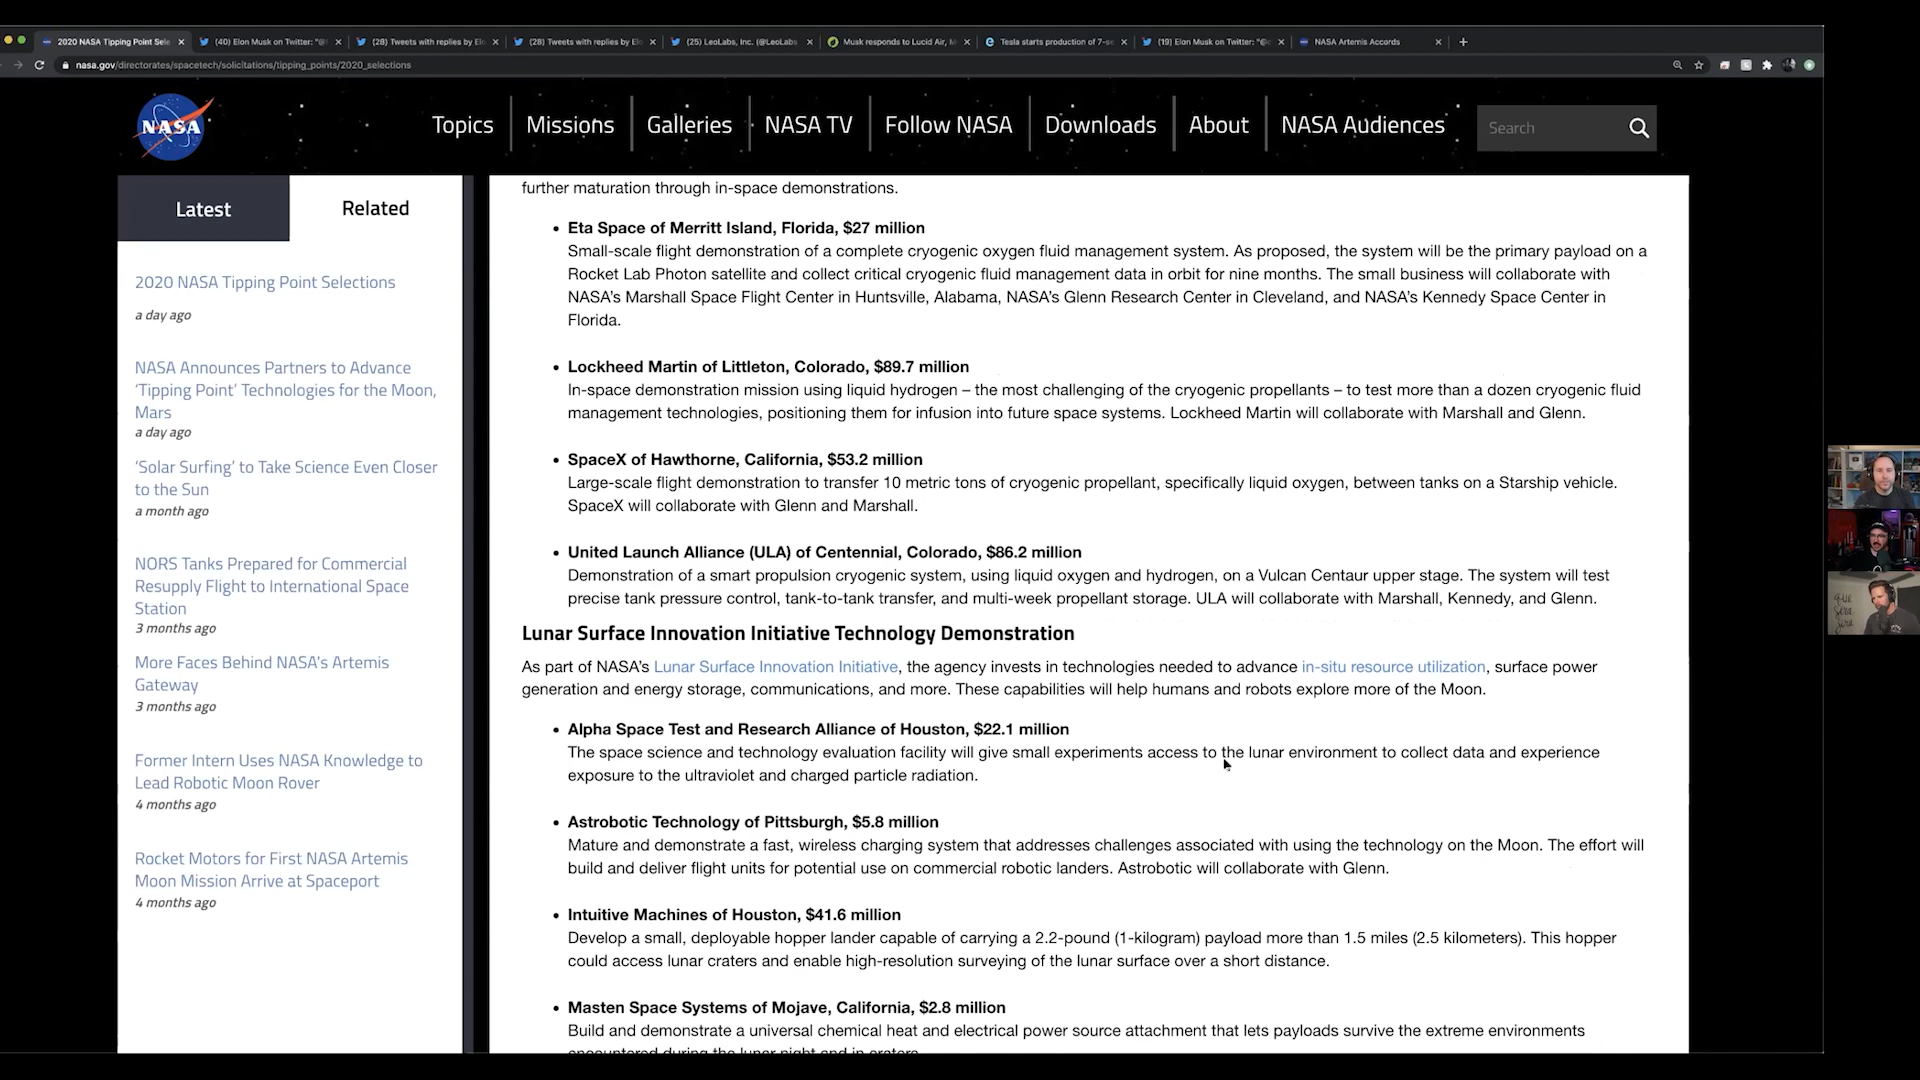 2020 NASA Tipping Point Sele
(40) Elon Musk on Twitter: "@
(28) Tweets with replies by El
(28) Tweets with replies by El
(25) LeoLabs, Inc. (@LeoLabs
Musk responds to Lucid Air, M
Tesla starts production of 7-se
(19) Elon Musk on Twitter: "@
NASA Artemis Accords
nasa.gov/directorates/spacetech/solicitations/tipping_points/2020_selections
NASA
Topics
Missions
Galleries
NASA TV
Follow NASA
Downloads
About
NASA Audiences
Search
Latest
Related
2020 NASA Tipping Point Selections
a day ago
NASA Announces Partners to Advance
'Tipping Point' Technologies for the Moon,
Mars
a day ago
'Solar Surfing' to Take Science Even Closer
to the Sun
a month ago
NORS Tanks Prepared for Commercial
Resupply Flight to International Space
Station
3 months ago
More Faces Behind NASA's Artemis
Gateway
3 months ago
Former Intern Uses NASA Knowledge to
Lead Robotic Moon Rover
4 months ago
Rocket Motors for First NASA Artemis
Moon Mission Arrive at Spaceport
4 months ago
further maturation through in-space demonstrations.
• Eta Space of Merritt Island, Florida, $27 million
Small-scale flight demonstration of a complete cryogenic oxygen fluid management system. As proposed, the system will be the primary payload on a
Rocket Lab Photon satellite and collect critical cryogenic fluid management data in orbit for nine months. The small business will collaborate with
NASA's Marshall Space Flight Center in Huntsville, Alabama, NASA's Glenn Research Center in Cleveland, and NASA's Kennedy Space Center in
Florida.
• Lockheed Martin of Littleton, Colorado, $89.7 million
In-space demonstration mission using liquid hydrogen – the most challenging of the cryogenic propellants – to test more than a dozen cryogenic fluid
management technologies, positioning them for infusion into future space systems. Lockheed Martin will collaborate with Marshall and Glenn.
• SpaceX of Hawthorne, California, $53.2 million
Large-scale flight demonstration to transfer 10 metric tons of cryogenic propellant, specifically liquid oxygen, between tanks on a Starship vehicle.
SpaceX will collaborate with Glenn and Marshall.
• United Launch Alliance (ULA) of Centennial, Colorado, $86.2 million
Demonstration of a smart propulsion cryogenic system, using liquid oxygen and hydrogen, on a Vulcan Centaur upper stage. The system will test
precise tank pressure control, tank-to-tank transfer, and multi-week propellant storage. ULA will collaborate with Marshall, Kennedy, and Glenn.
Lunar Surface Innovation Initiative Technology Demonstration
As part of NASA's Lunar Surface Innovation Initiative, the agency invests in technologies needed to advance in-situ resource utilization, surface power
generation and energy storage, communications, and more. These capabilities will help humans and robots explore more of the Moon.
• Alpha Space Test and Research Alliance of Houston, $22.1 million
The space science and technology evaluation facility will give small experiments access to the lunar environment to collect data and experience
exposure to the ultraviolet and charged particle radiation.
• Astrobotic Technology of Pittsburgh, $5.8 million
Mature and demonstrate a fast, wireless charging system that addresses challenges associated with using the technology on the Moon. The effort will
build and deliver flight units for potential use on commercial robotic landers. Astrobotic will collaborate with Glenn.
• Intuitive Machines of Houston, $41.6 million
Develop a small, deployable hopper lander capable of carrying a 2.2-pound (1-kilogram) payload more than 1.5 miles (2.5 kilometers). This hopper
could access lunar craters and enable high-resolution surveying of the lunar surface over a short distance.
• Masten Space Systems of Mojave, California, $2.8 million
Build and demonstrate a universal chemical heat and electrical power source attachment that lets payloads survive the extreme environments
encountered during the lunar night and in craters.